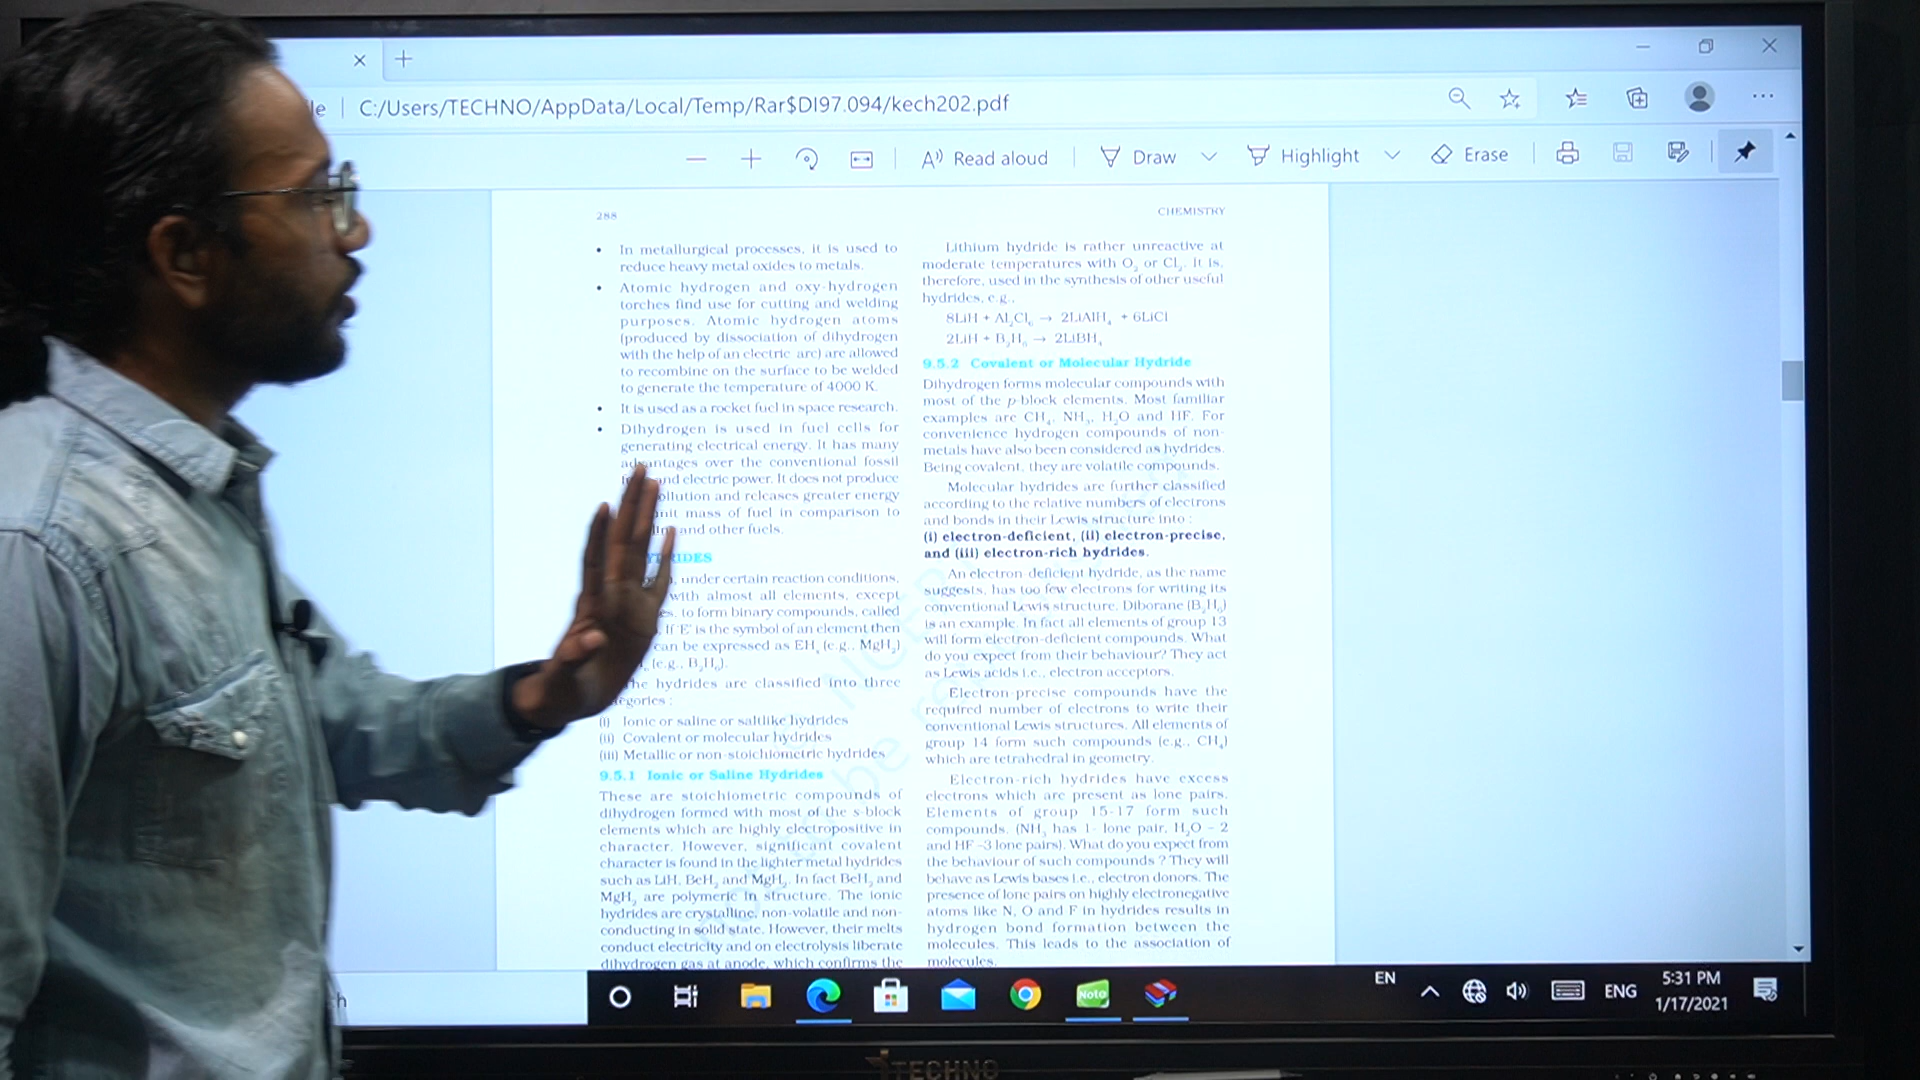 le | C:/Users/TECHNO/AppData/Local/Temp/Rar$DI97.094/kech202.pdf
Read aloud | Draw Highlight Erase
288
CHEMISTRY
• In metallurgical processes, it is used to
reduce heavy metal oxides to metals.
• Atomic hydrogen and oxy-hydrogen
torches find use for cutting and welding
purposes. Atomic hydrogen atoms
(produced by dissociation of dihydrogen
with the help of an electric arc) are allowed
to recombine on the surface to be welded
to generate the temperature of 4000 K.
• It is used as a rocket fuel in space research.
• Dihydrogen is used in fuel cells for
generating electrical energy. It has many
advantages over the conventional fossil
and electric power. It does not produce
ollution and releases greater energy
unit mass of fuel in comparison to
and other fuels.
RIDES
, under certain reaction conditions,
with almost all elements, except
es, to form binary compounds, called
. If 'E' is the symbol of an element then
can be expressed as EHₓ (e.g., MgH₂)
(e.g., B₂H₆).
The hydrides are classified into three
egories :
(i) Ionic or saline or saltlike hydrides
(ii) Covalent or molecular hydrides
(iii) Metallic or non-stoichiometric hydrides
9.5.1 Ionic or Saline Hydrides
These are stoichiometric compounds of
dihydrogen formed with most of the s-block
elements which are highly electropositive in
character. However, significant covalent
character is found in the lighter metal hydrides
such as LiH, BeH₂ and MgH₂. In fact BeH₂ and
MgH₂ are polymeric in structure. The ionic
hydrides are crystalline, non-volatile and non-
conducting in solid state. However, their melts
conduct electricity and on electrolysis liberate
dihydrogen gas at anode, which confirms the
Lithium hydride is rather unreactive at
moderate temperatures with O₂ or Cl₂. It is,
therefore, used in the synthesis of other useful
hydrides, e.g.,
8LiH + Al₂Cl₆ → 2LiAlH₄ + 6LiCl
2LiH + B₂H₆ → 2LiBH₄
9.5.2 Covalent or Molecular Hydride
Dihydrogen forms molecular compounds with
most of the p-block elements. Most familiar
examples are CH₄, NH₃, H₂O and HF. For
convenience hydrogen compounds of non-
metals have also been considered as hydrides.
Being covalent, they are volatile compounds.
Molecular hydrides are further classified
according to the relative numbers of electrons
and bonds in their Lewis structure into :
(i) electron-deficient, (ii) electron-precise,
and (iii) electron-rich hydrides.
An electron deficient hydride, as the name
suggests, has too few electrons for writing its
conventional Lewis structure. Diborane (B₂H₆)
is an example. In fact all elements of group 13
will form electron-deficient compounds. What
do you expect from their behaviour? They act
as Lewis acids i.e., electron acceptors.
Electron-precise compounds have the
required number of electrons to write their
conventional Lewis structures. All elements of
group 14 form such compounds (e.g., CH₄)
which are tetrahedral in geometry.
Electron-rich hydrides have excess
electrons which are present as lone pairs.
Elements of group 15-17 form such
compounds. (NH₃ has 1- lone pair, H₂O – 2
and HF –3 lone pairs). What do you expect from
the behaviour of such compounds ? They will
behave as Lewis bases i.e., electron donors. The
presence of lone pairs on highly electronegative
atoms like N, O and F in hydrides results in
hydrogen bond formation between the
molecules. This leads to the association of
molecules.
h
Note
EN
ENG
5:31 PM
1/17/2021
TECHNO